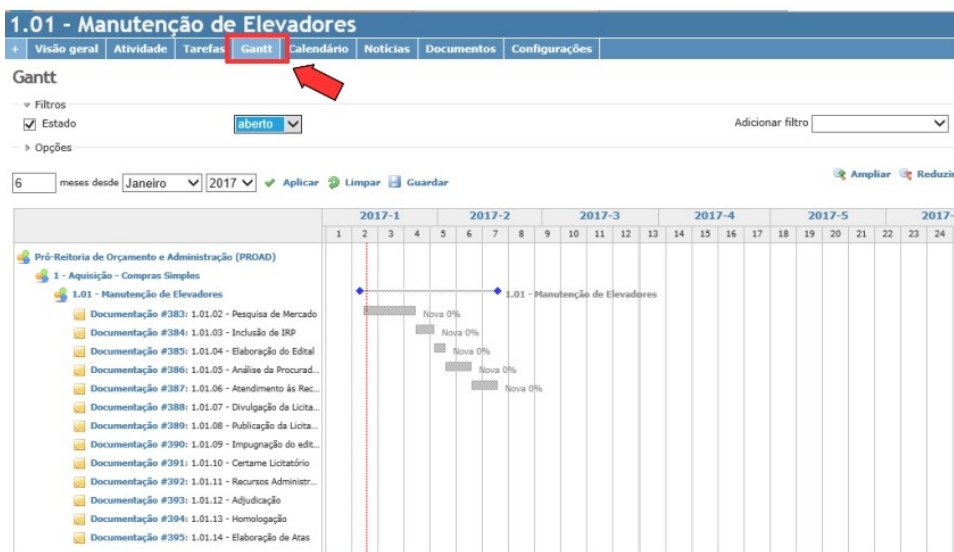 1.01 - Manutenção de Elevadores
+ Visão geral Atividade Tarefas Gantt Calendário Notícias Documentos Configurações
Gantt
Filtros
Estado aberto Adicionar filtro
Opções
6 meses desde Janeiro 2017 Aplicar Limpar Guardar Ampliar Reduzir
2017-1 2017-2 2017-3 2017-4 2017-5 2017-
1 2 3 4 5 6 7 8 9 10 11 12 13 14 15 16 17 18 19 20 21 22 23 24
Pró-Reitoria de Orçamento e Administração (PROAD)
1 - Aquisição - Compras Simples
1.01 - Manutenção de Elevadores 1.01 - Manutenção de Elevadores
Documentação #383: 1.01.02 - Pesquisa de Mercado Nova 0%
Documentação #384: 1.01.03 - Inclusão de IRP Nova 0%
Documentação #385: 1.01.04 - Elaboração do Edital Nova 0%
Documentação #386: 1.01.05 - Análise da Procurad... Nova 0%
Documentação #387: 1.01.06 - Atendimento às Rec... Nova 0%
Documentação #388: 1.01.07 - Divulgação da Licita...
Documentação #389: 1.01.08 - Publicação da Licita...
Documentação #390: 1.01.09 - Impugnação do edit...
Documentação #391: 1.01.10 - Certame Licitatório
Documentação #392: 1.01.11 - Recursos Administr...
Documentação #393: 1.01.12 - Adjudicação
Documentação #394: 1.01.13 - Homologação
Documentação #395: 1.01.14 - Elaboração de Atas